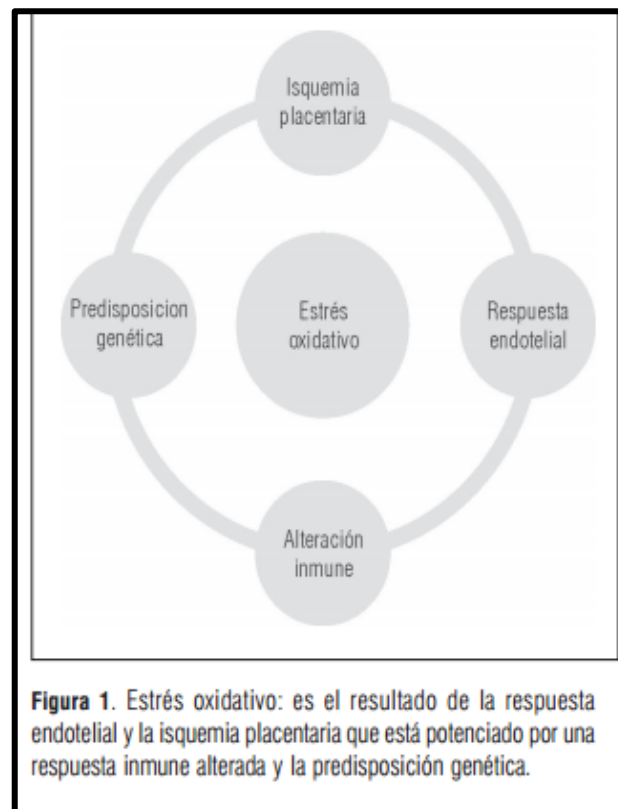 Isquemia
placentaria
Predisposicion
genética
Estrés
oxidativo
Respuesta
endotelial
Alteración
inmune
Figura 1. Estrés oxidativo: es el resultado de la respuesta
endotelial y la isquemia placentaria que está potenciado por una
respuesta inmune alterada y la predisposición genética.